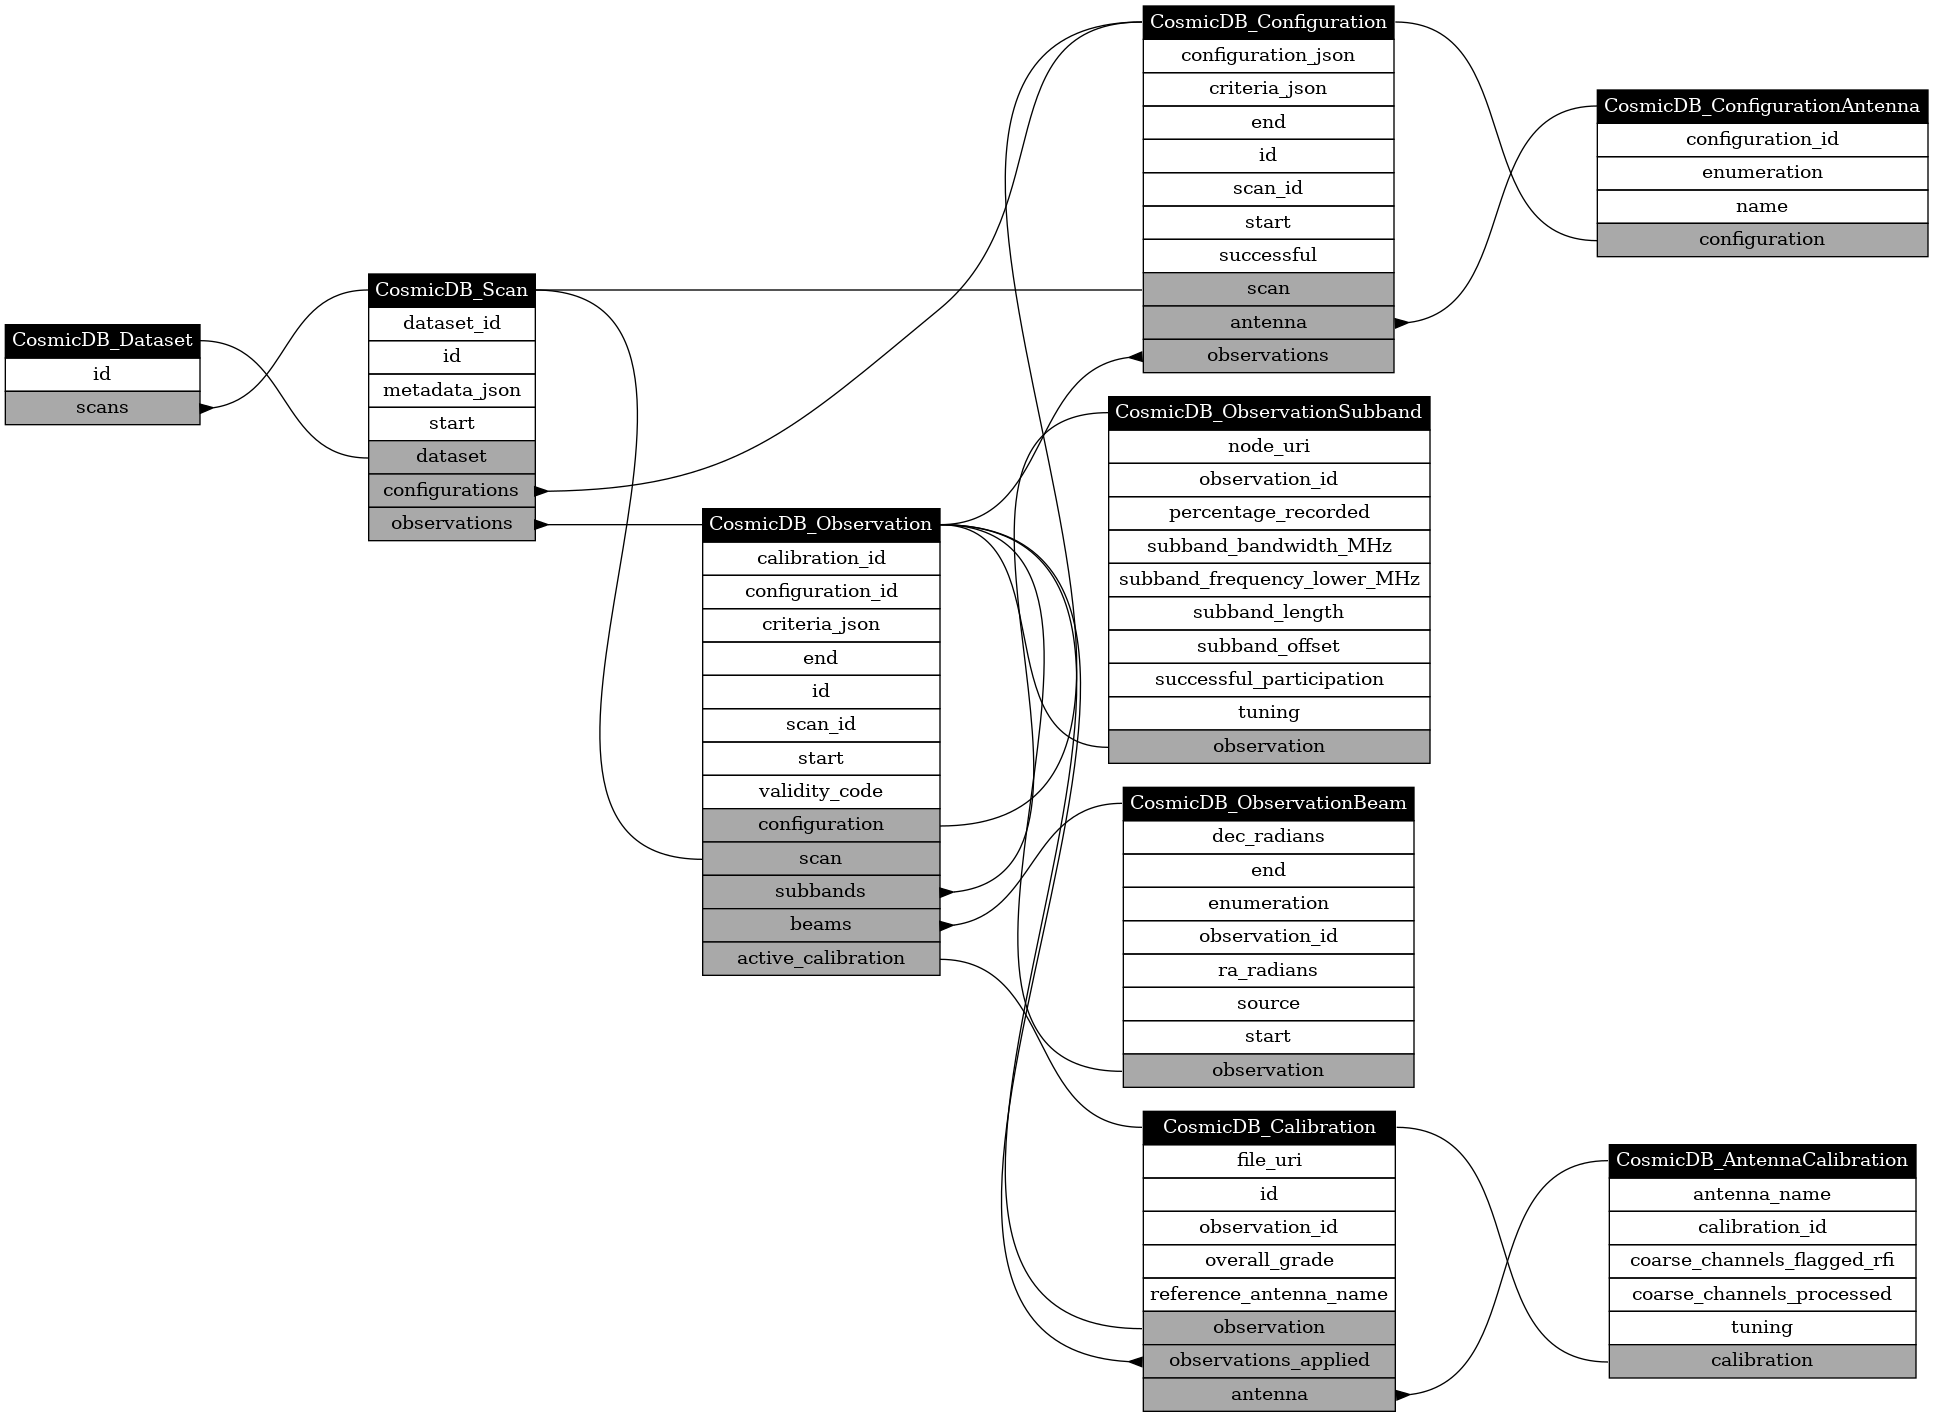 CosmicDB_Dataset
id
scans
CosmicDB_Scan
dataset_id
id
metadata_json
start
dataset
configurations
observations
CosmicDB_Observation
calibration_id
configuration_id
criteria_json
end
id
scan_id
start
validity_code
configuration
scan
subbands
beams
active_calibration
CosmicDB_Configuration
configuration_json
criteria_json
end
id
scan_id
start
successful
scan
antenna
observations
CosmicDB_ObservationSubband
node_uri
observation_id
percentage_recorded
subband_bandwidth_MHz
subband_frequency_lower_MHz
subband_length
subband_offset
successful_participation
tuning
observation
CosmicDB_ObservationBeam
dec_radians
end
enumeration
observation_id
ra_radians
source
start
observation
CosmicDB_Calibration
file_uri
id
observation_id
overall_grade
reference_antenna_name
observation
observations_applied
antenna
CosmicDB_ConfigurationAntenna
configuration_id
enumeration
name
configuration
CosmicDB_AntennaCalibration
antenna_name
calibration_id
coarse_channels_flagged_rfi
coarse_channels_processed
tuning
calibration